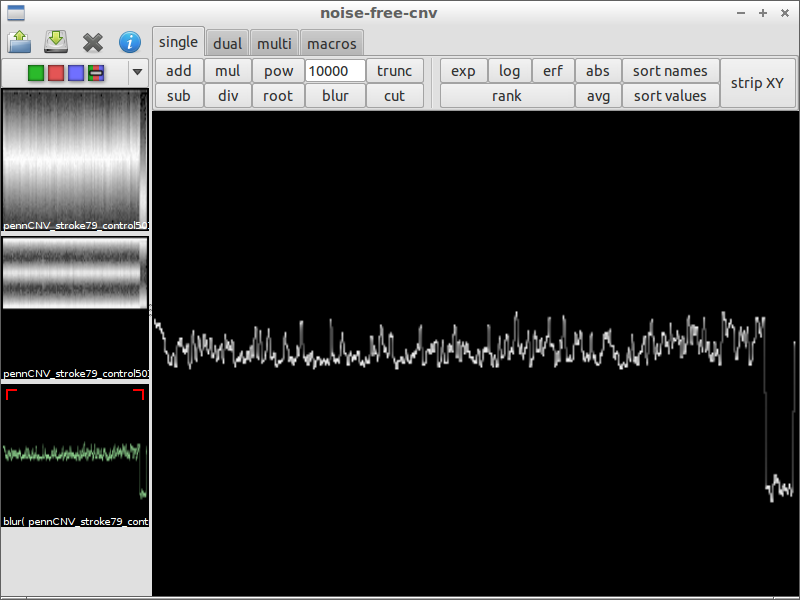 noise-free-cnv
single dual multi macros
add mul pow 10000 trunc exp log erf abs sort names strip XY
sub div root blur cut rank avg sort values
pennCNV_stroke79_control50
pennCNV_stroke79_control50
blur( pennCNV_stroke79_cont